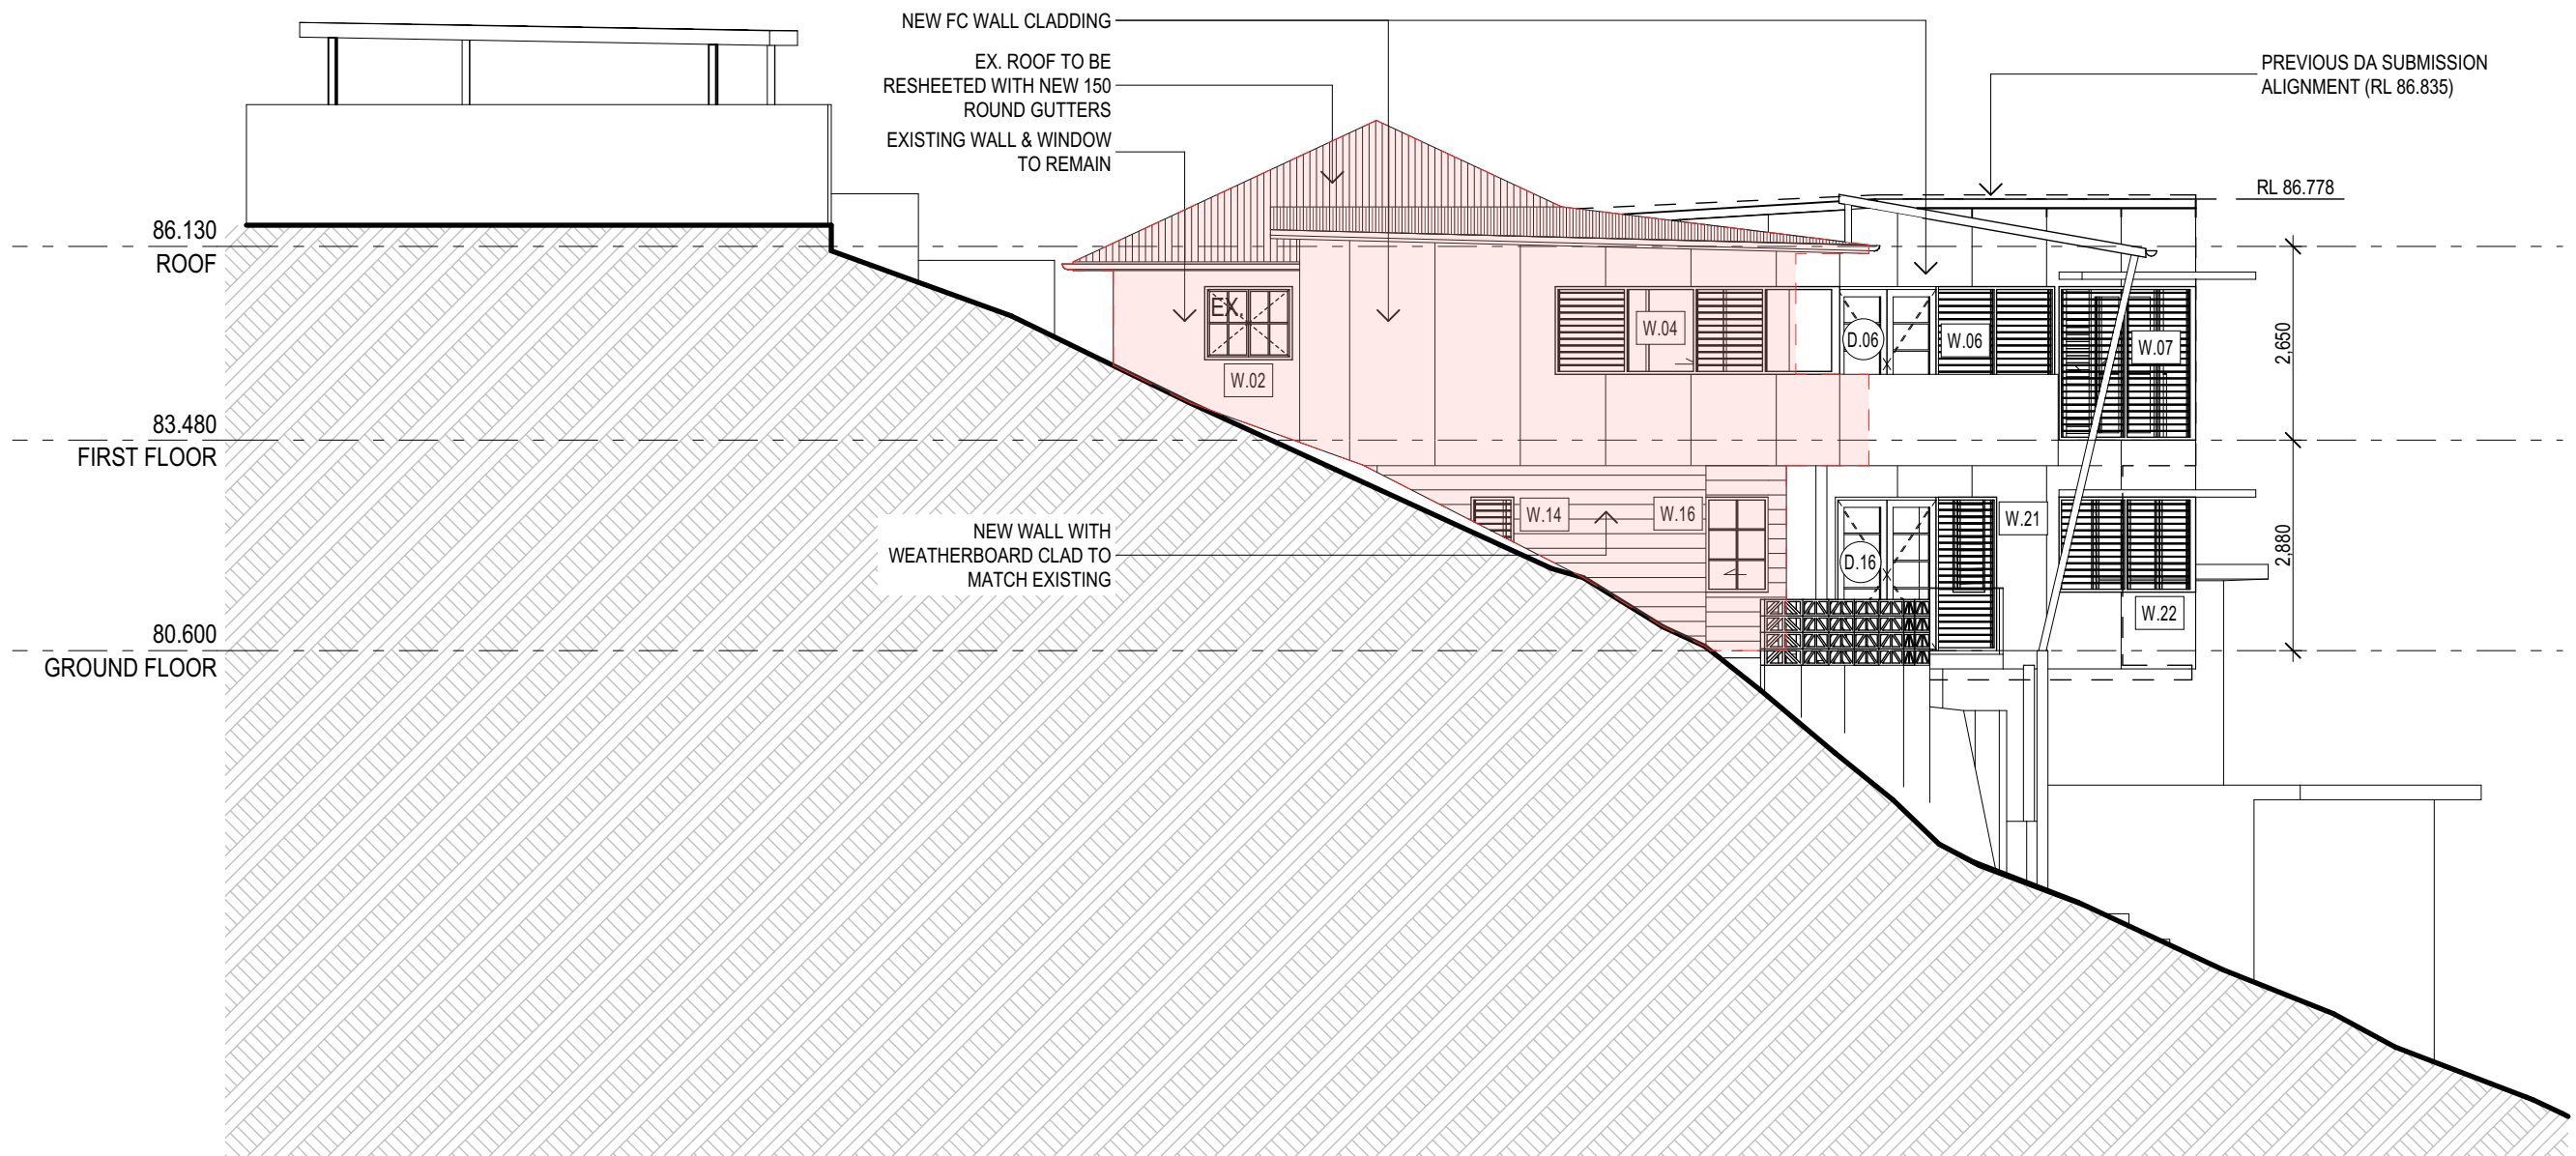 NEW FC WALL CLADDING
EX. ROOF TO BE
RESHEETED WITH NEW 150
ROUND GUTTERS
EXISTING WALL & WINDOW
TO REMAIN
PREVIOUS DA SUBMISSION
ALIGNMENT (RL 86.835)
RL 86.778
86.130
ROOF
EX.
W.02
W.04
D.06
W.06
W.07
2,650
83.480
FIRST FLOOR
NEW WALL WITH
WEATHERBOARD CLAD TO
MATCH EXISTING
W.14
W.16
D.16
W.21
W.22
2,880
80.600
GROUND FLOOR